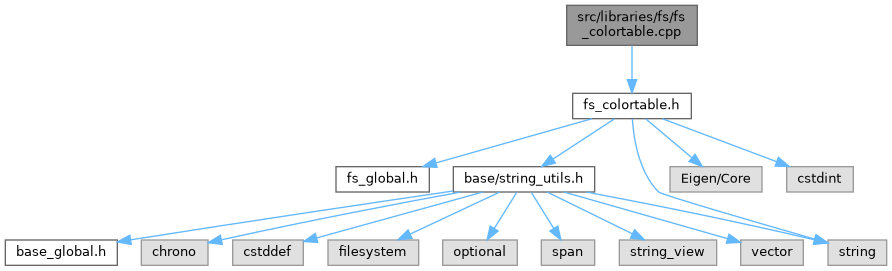 src/libraries/fs/fs
_colortable.cpp
fs_colortable.h
fs_global.h
base/string_utils.h
Eigen/Core
cstdint
base_global.h
chrono
cstddef
filesystem
optional
span
string_view
vector
string